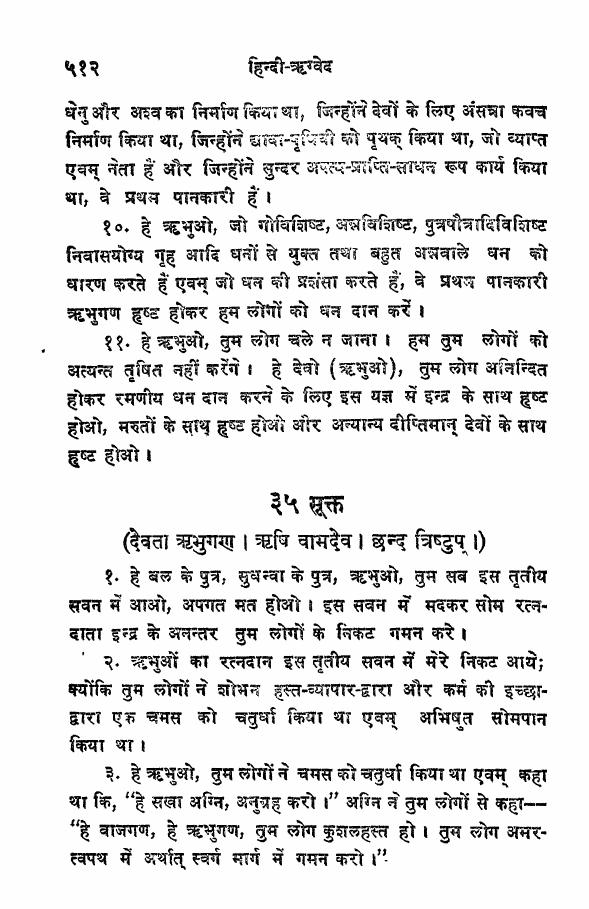 ५१२ हिन्दी-ऋग्वेद
धेनु और अश्व का निर्माण किया था, जिन्होंने देवों के लिए अंसत्रा कवच
निर्माण किया था, जिन्होंने द्यावा-पृथिवी को पृथक् किया था, जो व्याप्त
एवम् नेता हैं और जिन्होंने सुन्दर अपत्य-प्राप्ति-साधन रूप कार्य किया
था, वे प्रथम पानकारी हैं ।
१०. हे ऋभुओ, जो गोविशिष्ट, अन्नविशिष्ट, पुत्रपौत्रादिविशिष्ट
निवासयोग्य गृह आदि धनों से युक्त तथा बहुत अन्नवाले धन को
धारण करते हैं एवम् जो धन की प्रशंसा करते हैं, वे प्रथम पानकारी
ऋभुगण हृष्ट होकर हम लोगों को धन दान करें ।
११. हे ऋभुओ, तुम लोग चले न जाना । हम तुम लोगों को
अत्यन्त तृषित नहीं करेंगे । हे देवो (ऋभुओ), तुम लोग अनिन्दित
होकर रमणीय धन दान करने के लिए इस यज्ञ में इन्द्र के साथ हृष्ट
होओ, मरुतों के साथ हृष्ट होओ और अन्यान्य दीप्तिमान् देवों के साथ
हृष्ट होओ ।
३५ सूक्त
(देवता ऋभुगण । ऋषि वामदेव । छन्द त्रिष्टुप् ।)
१. हे बल के पुत्र, सुधन्वा के पुत्र, ऋभुओ, तुम सब इस तृतीय
सवन में आओ, अपगत मत होओ । इस सवन में मदकर सोम रत्न-
दाता इन्द्र के अनन्तर तुम लोगों के निकट गमन करे ।
२. ऋभुओं का रत्नदान इस तृतीय सवन में मेरे निकट आये;
क्योंकि तुम लोगों ने शोभन हस्त-व्यापार-द्वारा और कर्म की इच्छा-
द्वारा एक चमस को चतुर्धा किया था एवम् अभिषुत सोमपान
किया था ।
३. हे ऋभुओ, तुम लोगों ने चमस को चतुर्धा किया था एवम् कहा
था कि, "हे सखा अग्नि, अनुग्रह करो ।" अग्नि ने तुम लोगों से कहा--
"हे वाजगण, हे ऋभुगण, तुम लोग कुशलहस्त हो । तुम लोग अमर-
त्वपथ में अर्थात् स्वर्ग मार्ग में गमन करो ।"